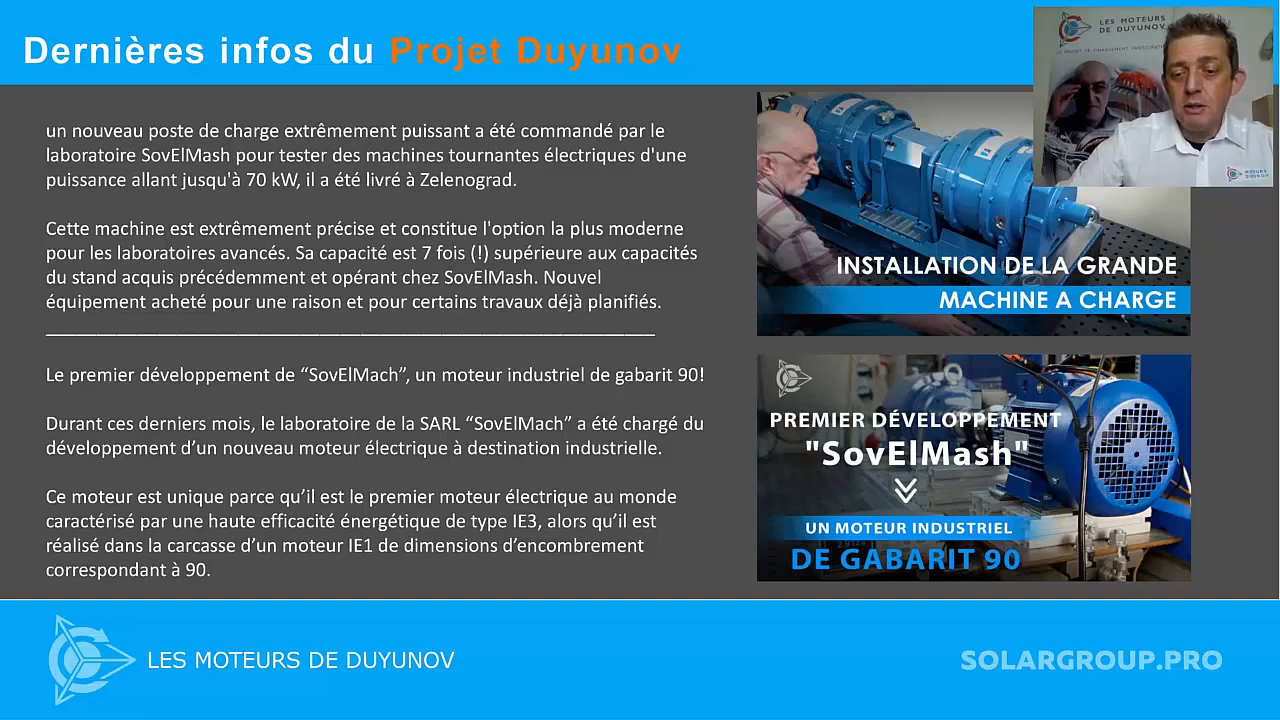 Dernières infos du Projet Duyunov
LES MOTEURS
DE DUYUNOV
un nouveau poste de charge extrêmement puissant a été commandé par le
laboratoire SovElMash pour tester des machines tournantes électriques d'une
puissance allant jusqu'à 70 kW, il a été livré à Zelenograd.
Cette machine est extrêmement précise et constitue l'option la plus moderne
pour les laboratoires avancés. Sa capacité est 7 fois (!) supérieure aux capacités
du stand acquis précédemment et opérant chez SovElMash. Nouvel
équipement acheté pour une raison et pour certains travaux déjà planifiés.
Le premier développement de “SovElMach”, un moteur industriel de gabarit 90!
Durant ces derniers mois, le laboratoire de la SARL “SovElMach” a été chargé du
développement d’un nouveau moteur électrique à destination industrielle.
Ce moteur est unique parce qu’il est le premier moteur électrique au monde
caractérisé par une haute efficacité énergétique de type IE3, alors qu’il est
réalisé dans la carcasse d’un moteur IE1 de dimensions d’encombrement
correspondant à 90.
INSTALLATION DE LA GRANDE
MACHINE A CHARGE
PREMIER DÉVELOPPEMENT
"SovElMash"
UN MOTEUR INDUSTRIEL
DE GABARIT 90
LES MOTEURS DE DUYUNOV
SOLARGROUP.PRO